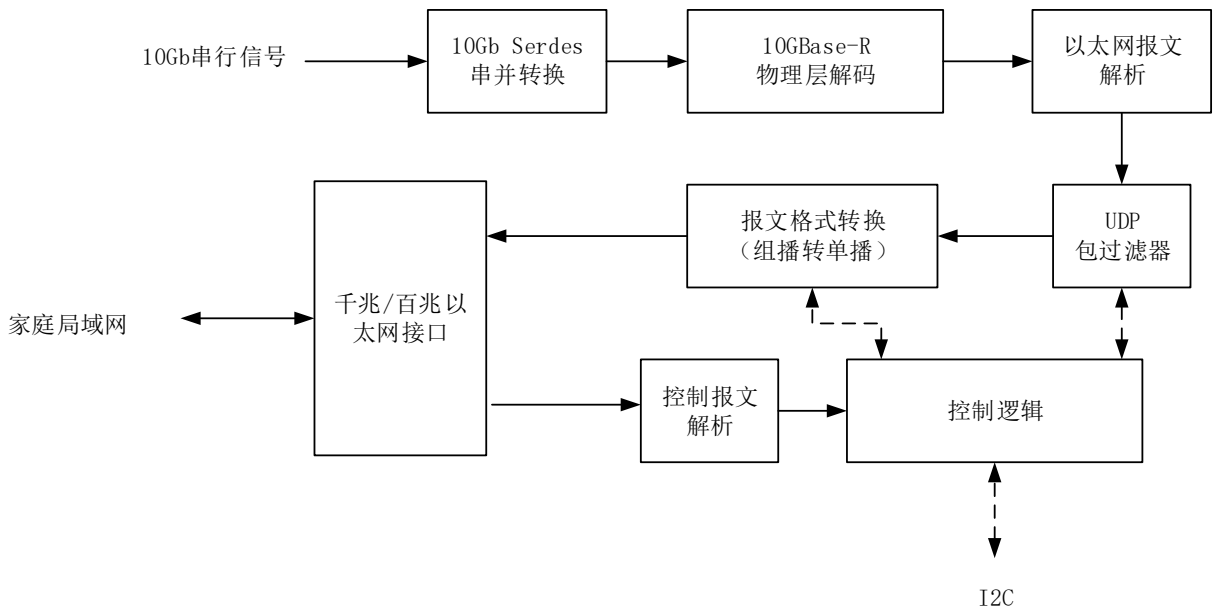 10Gb串行信号
10Gb Serdes
串并转换
10GBase-R
物理层解码
以太网报文
解析
报文格式转换
（组播转单播）
UDP
包过滤器
千兆/百兆以
太网接口
家庭局域网
控制报文
解析
控制逻辑
I2C